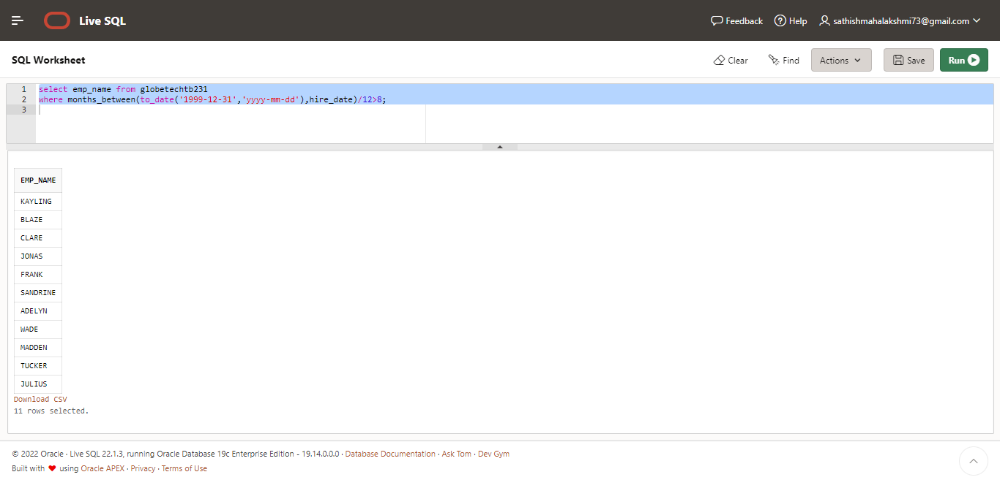 Live SQL
Feedback Help sathishmahalakshmi73@gmail.com
SQL Worksheet
Clear Find Actions Save Run
1 select emp_name from globetechtb231
2 where months_between(to_date('1999-12-31','yyyy-mm-dd'),hire_date)/12>8;
3
EMP_NAME
KAYLING
BLAZE
CLARE
JONAS
FRANK
SANDRINE
ADELYN
WADE
MADDEN
TUCKER
JULIUS
Download CSV
11 rows selected.
© 2022 Oracle · Live SQL 22.1.3, running Oracle Database 19c Enterprise Edition - 19.14.0.0.0 · Database Documentation · Ask Tom · Dev Gym
Built with ♥ using Oracle APEX · Privacy · Terms of Use